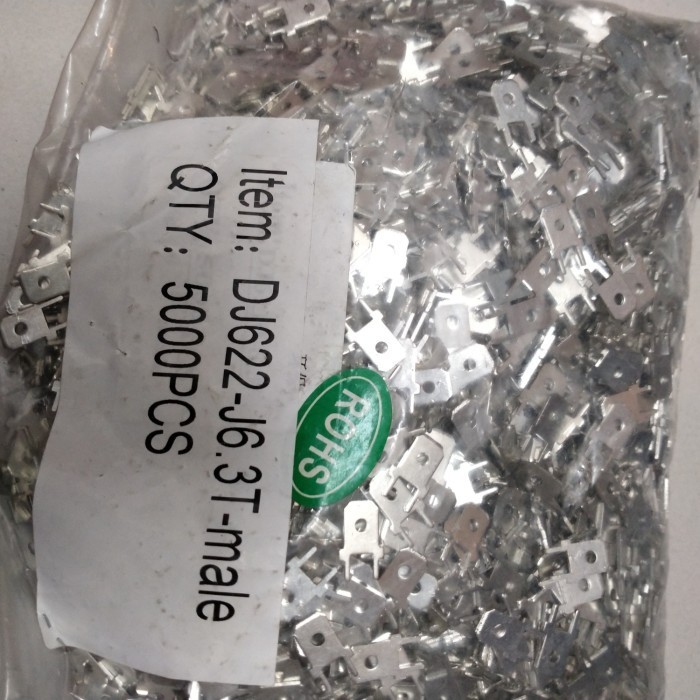 Item: DJ622-J6.3T-male
QTY: 5000PCS
ROHS